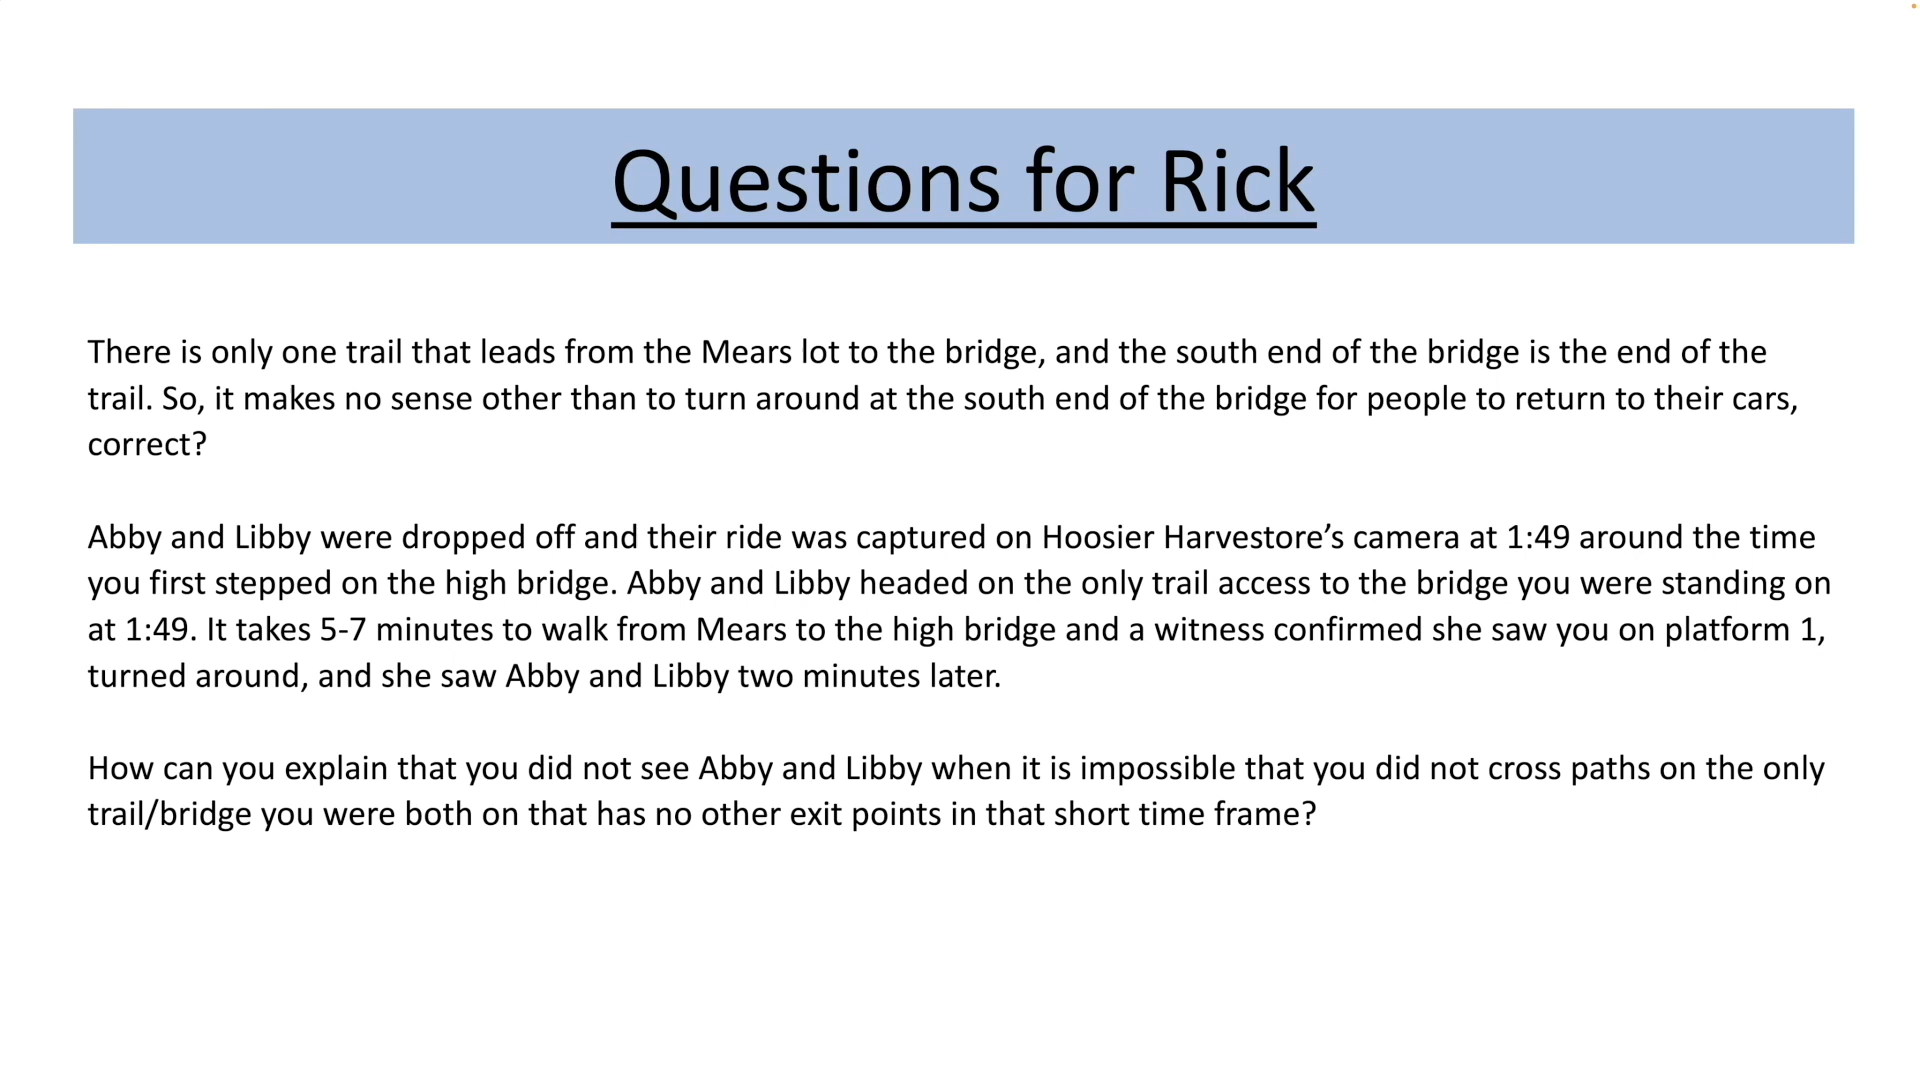 Questions for Rick
There is only one trail that leads from the Mears lot to the bridge, and the south end of the bridge is the end of the
trail. So, it makes no sense other than to turn around at the south end of the bridge for people to return to their cars,
correct?
Abby and Libby were dropped off and their ride was captured on Hoosier Harvestore’s camera at 1:49 around the time
you first stepped on the high bridge. Abby and Libby headed on the only trail access to the bridge you were standing on
at 1:49. It takes 5-7 minutes to walk from Mears to the high bridge and a witness confirmed she saw you on platform 1,
turned around, and she saw Abby and Libby two minutes later.
How can you explain that you did not see Abby and Libby when it is impossible that you did not cross paths on the only
trail/bridge you were both on that has no other exit points in that short time frame?